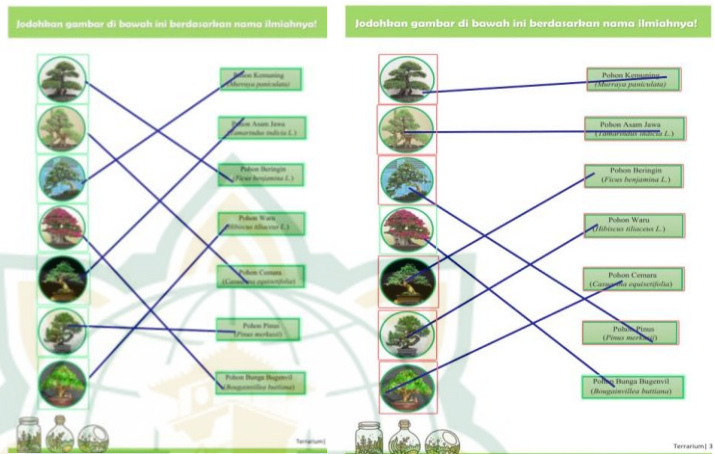 Jodohkan gambar di bawah ini berdasarkan nama ilmiahnya!
Pohon Kemuning
(Murraya paniculata)
Pohon Asam Jawa
(Tamarindus indicia L.)
Pohon Beringin
(Ficus benjamina L.)
Pohon Waru
(Hibiscus tiliaceus L.)
Pohon Cemara
(Casuarina equisetifolia)
Pohon Pinus
(Pinus merkusii)
Pohon Bunga Bugenvil
(Bougainvillea buttiana)
Terrarium|
Jodohkan gambar di bawah ini berdasarkan nama ilmiahnya!
Pohon Kemuning
(Murraya paniculata)
Pohon Asam Jawa
(Tamarindus indicia L.)
Pohon Beringin
(Ficus benjamina L.)
Pohon Waru
(Hibiscus tiliaceus L.)
Pohon Cemara
(Casuarina equisetifolia)
Pohon Pinus
(Pinus merkusii)
Pohon Bunga Bugenvil
(Bougainvillea buttiana)
Terrarium| 3